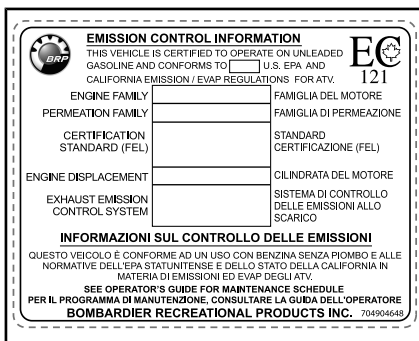 EMISSION CONTROL INFORMATION
THIS VEHICLE IS CERTIFIED TO OPERATE ON UNLEADED
GASOLINE AND CONFORMS TO U.S. EPA AND
CALIFORNIA EMISSION / EVAP REGULATIONS FOR ATV.
BRP
EC
121
ENGINE FAMILY FAMIGLIA DEL MOTORE
PERMEATION FAMILY FAMIGLIA DI PERMEAZIONE
CERTIFICATION STANDARD
STANDARD (FEL) CERTIFICAZIONE (FEL)
ENGINE DISPLACEMENT CILINDRATA DEL MOTORE
EXHAUST EMISSION SISTEMA DI CONTROLLO
CONTROL SYSTEM DELLE EMISSIONI ALLO
SCARICO
INFORMAZIONI SUL CONTROLLO DELLE EMISSIONI
QUESTO VEICOLO È CONFORME AD UN USO CON BENZINA SENZA PIOMBO E ALLE
NORMATIVE DELL'EPA STATUNITENSE E DELLO STATO DELLA CALIFORNIA IN
MATERIA DI EMISSIONI ED EVAP DEGLI ATV.
SEE OPERATOR'S GUIDE FOR MAINTENANCE SCHEDULE
PER IL PROGRAMMA DI MANUTENZIONE, CONSULTARE LA GUIDA DELL'OPERATORE
BOMBARDIER RECREATIONAL PRODUCTS INC. 704904648